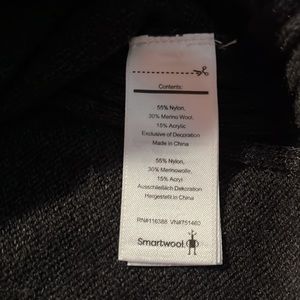 Contents:
55% Nylon,
30% Merino Wool,
15% Acrylic
Exclusive of Decoration
Made in China
55% Nylon,
30% Merinowolle,
15% Acryl
Ausschließlich Dekoration
Hergestellt in China
RN#116388 VN#751460
Smartwool